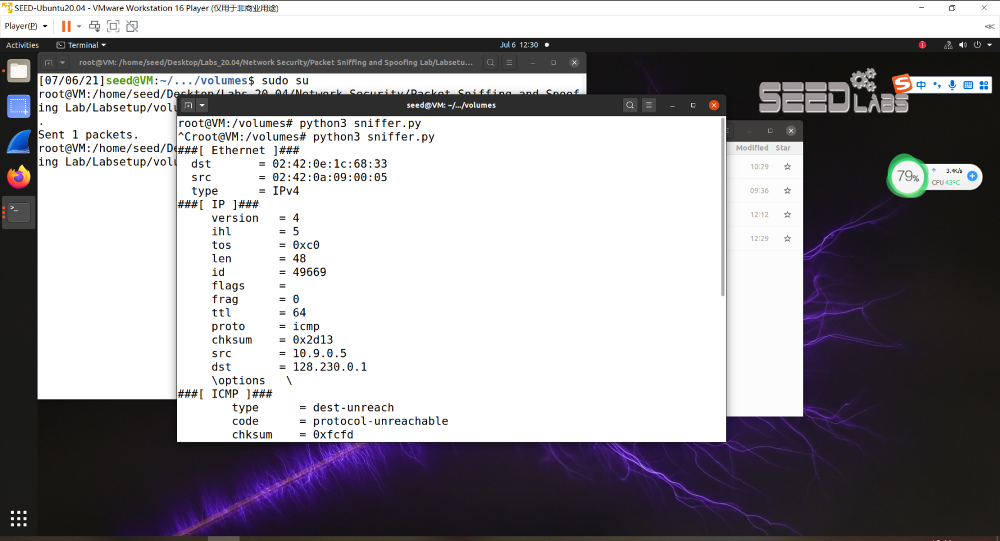 SEED-Ubuntu20.04 - VMware Workstation 16 Player (仅用于非商业用途)
Player(P)
Activities
Terminal
Jul 6 12:30
root@VM: /home/seed/Desktop/Labs_20.04/Network Security/Packet Sniffing and Spoofing Lab/Labsetu...
[07/06/21]seed@VM:~/.../volumes$ sudo su
root@VM:/home/seed/Desktop/Labs_20.04/Network Security/Packet Sniffing and Spoof
ing Lab/Labsetup/volu
.
Sent 1 packets.
root@VM:/home/seed/De
ing Lab/Labsetup/volu
seed@VM: ~/.../volumes
root@VM:/volumes# python3 sniffer.py
^Croot@VM:/volumes# python3 sniffer.py
###[ Ethernet ]###
  dst       = 02:42:0e:1c:68:33
  src       = 02:42:0a:09:00:05
  type      = IPv4
###[ IP ]###
     version   = 4
     ihl       = 5
     tos       = 0xc0
     len       = 48
     id        = 49669
     flags     =
     frag      = 0
     ttl       = 64
     proto     = icmp
     chksum    = 0x2d13
     src       = 10.9.0.5
     dst       = 128.230.0.1
     \options   \
###[ ICMP ]###
        type      = dest-unreach
        code      = protocol-unreachable
        chksum    = 0xfcfd
Modified Star
10:29
09:36
12:12
12:29
SEED LABS
S 中
79%
3.4K/s
CPU 43°C